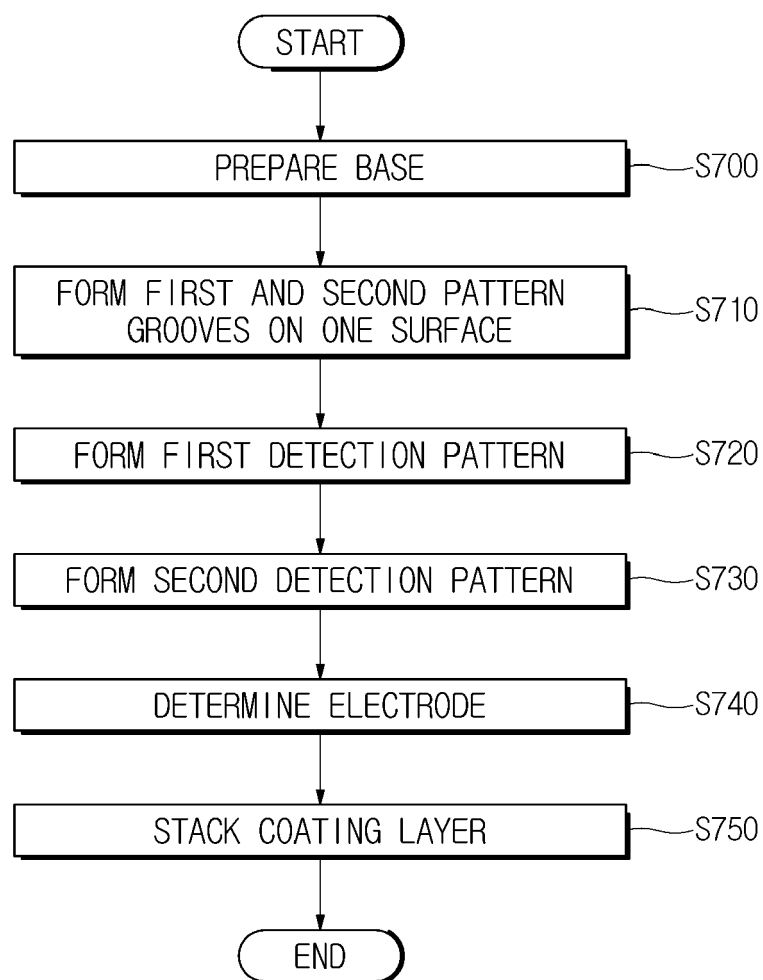 START
PREPARE BASE
S700
FORM FIRST AND SECOND PATTERN
GROOVES ON ONE SURFACE
S710
FORM FIRST DETECTION PATTERN
S720
FORM SECOND DETECTION PATTERN
S730
DETERMINE ELECTRODE
S740
STACK COATING LAYER
S750
END